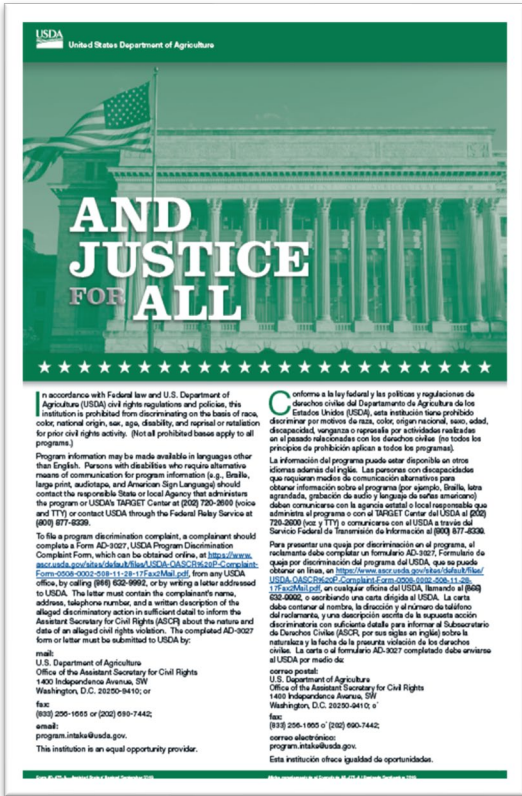 USDA
United States Department of Agriculture
AND
JUSTICE
FOR ALL
In accordance with Federal law and U.S. Department of
Agriculture (USDA) civil rights regulations and policies, this
institution is prohibited from discriminating on the basis of race,
color, national origin, sex, age, disability, and reprisal or retaliation
for prior civil rights activity. (Not all prohibited bases apply to all
programs.)
Program information may be made available in languages other
than English. Persons with disabilities who require alternative
means of communication for program information (e.g., Braille,
large print, audiotape, and American Sign Language) should
contact the responsible State or local Agency that administers
the program or USDA's TARGET Center at (202) 720-2600 (voice
and TTY) or contact USDA through the Federal Relay Service at
(800) 877-8339.
To file a program discrimination complaint, a complainant should
complete a Form AD-3027, USDA Program Discrimination
Complaint Form, which can be obtained online, at https://www.
ascr.usda.gov/sites/default/files/USDA-OASCR%20P-Complaint-
Form-0508-0002-508-11-28-17Fax2Mail.pdf, from any USDA
office, by calling (866) 632-9992, or by writing a letter addressed
to USDA. The letter must contain the complainant's name,
address, telephone number, and a written description of the
alleged discriminatory action in sufficient detail to inform the
Assistant Secretary for Civil Rights (ASCR) about the nature and
date of an alleged civil rights violation. The completed AD-3027
form or letter must be submitted to USDA by:
mail:
U.S. Department of Agriculture
Office of the Assistant Secretary for Civil Rights
1400 Independence Avenue, SW
Washington, D.C. 20250-9410; or
fax:
(833) 256-1665 or (202) 690-7442;
email:
program.intake@usda.gov.
This institution is an equal opportunity provider.
Conforme a la ley federal y las políticas y regulaciones de
derechos civiles del Departamento de Agricultura de los
Estados Unidos (USDA), esta institución tiene prohibido
discriminar por motivos de raza, color, origen nacional, sexo, edad,
discapacidad, venganza o represalia por actividades realizadas
en el pasado relacionadas con los derechos civiles (no todos los
principios de prohibición aplican a todos los programas).
La información del programa puede estar disponible en otros
idiomas además del inglés. Las personas con discapacidades
que requieran medios de comunicación alternativos para
obtener información sobre el programa (por ejemplo, Braille, letra
agrandada, grabación de audio y lenguaje de señas americano)
deben comunicarse con la agencia estatal o local responsable que
administra el programa o con el TARGET Center del USDA al (202)
720-2600 (voz y TTY) o comunicarse con el USDA a través del
Servicio Federal de Transmisión de Información al (800) 877-8339.
Para presentar una queja por discriminación en el programa, el
reclamante debe completar un formulario AD-3027, Formulario de
queja por discriminación del programa del USDA, que se puede
obtener en línea, en https://www.ascr.usda.gov/sites/default/files/
USDA-OASCR%20P-Complaint-Form-0508-0002-508-11-28-
17Fax2Mail.pdf, en cualquier oficina del USDA, llamando al (866)
632-9992, o escribiendo una carta dirigida al USDA. La carta
debe contener el nombre, la dirección y el número de teléfono
del reclamante, y una descripción escrita de la supuesta acción
discriminatoria con suficiente detalle para informar al Subsecretario
de Derechos Civiles (ASCR, por sus siglas en inglés) sobre la
naturaleza y la fecha de la presunta violación de los derechos
civiles. La carta o el formulario AD-3027 completado debe enviarse
al USDA por medio de:
correo postal:
U.S. Department of Agriculture
Office of the Assistant Secretary for Civil Rights
1400 Independence Avenue, SW
Washington, D.C. 20250-9410; o'
fax:
(833) 256-1665 o' (202) 690-7442;
correo electrónico:
program.intake@usda.gov.
Esta institución ofrece igualdad de oportunidades.